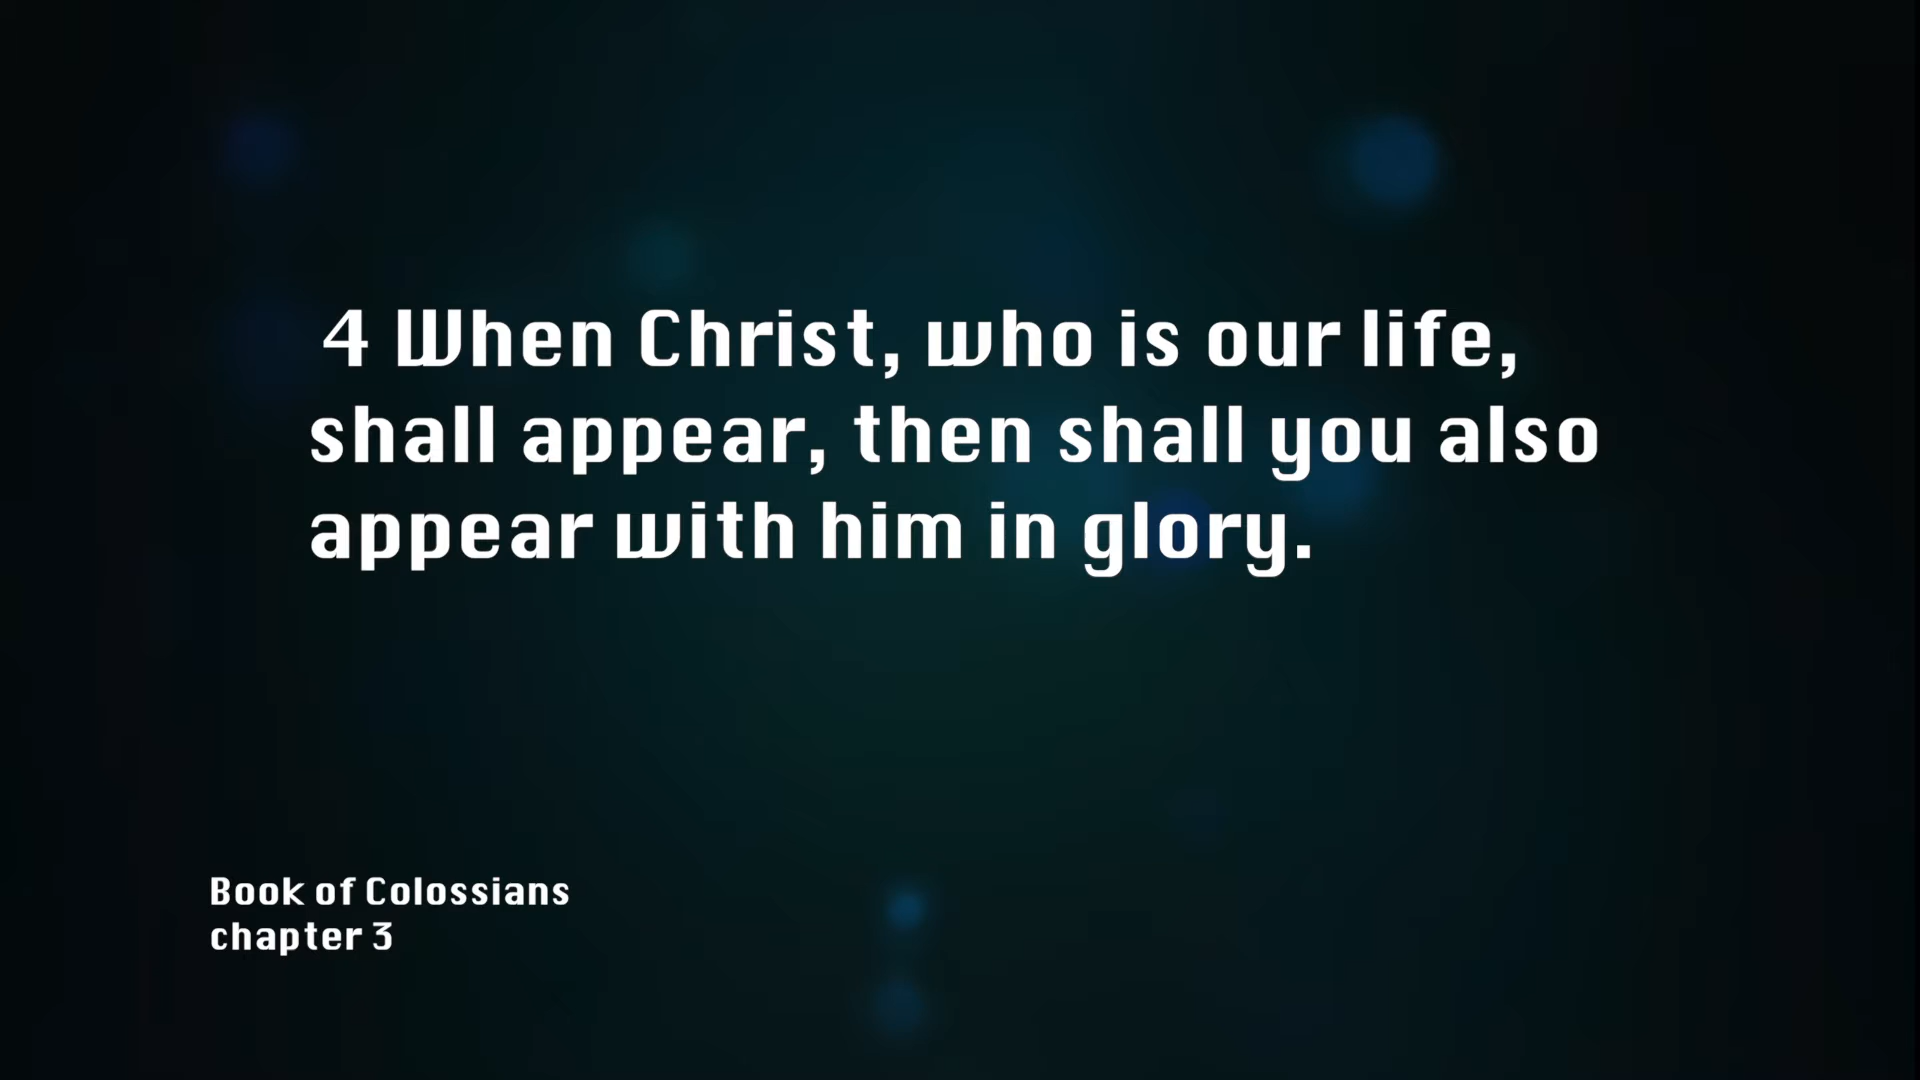 4 When Christ, who is our life,
shall appear, then shall you also
appear with him in glory.
Book of Colossians
chapter 3